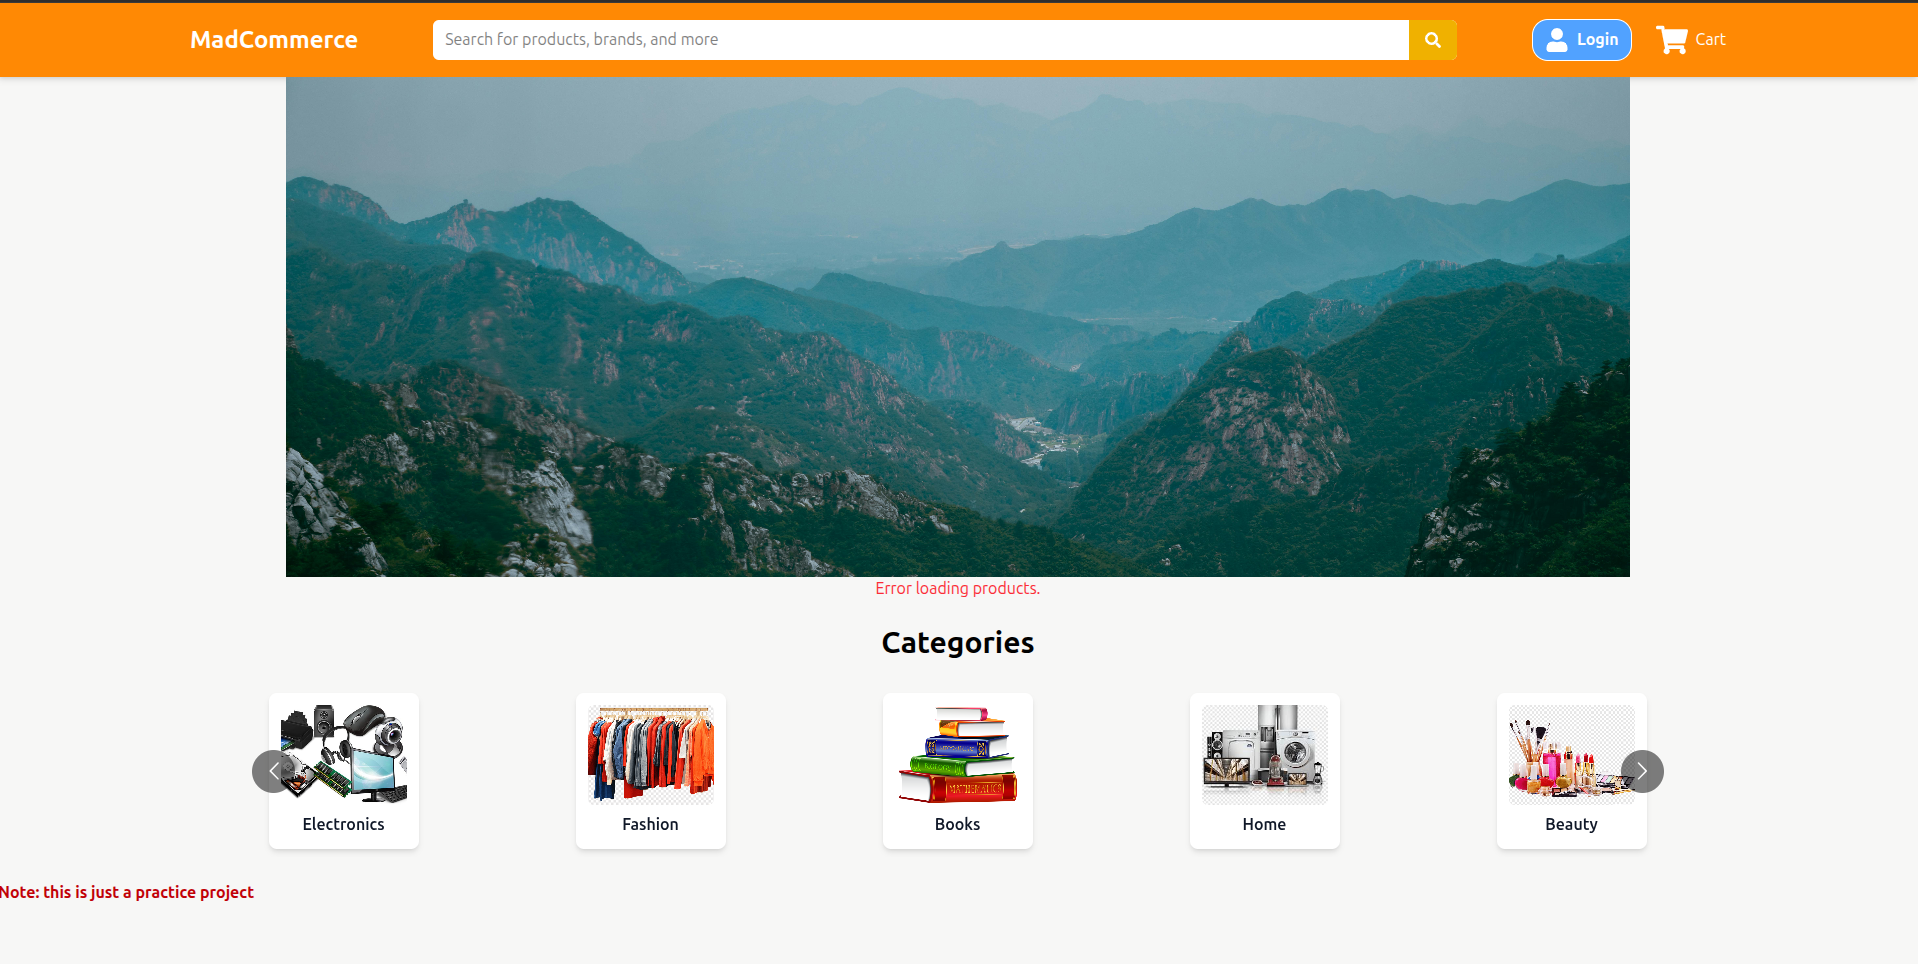 MadCommerce
Search for products, brands, and more
Login
Cart
Error loading products.
Categories
MATHEMATICS
Electronics
Fashion
Books
Home
Beauty
Note: this is just a practice project